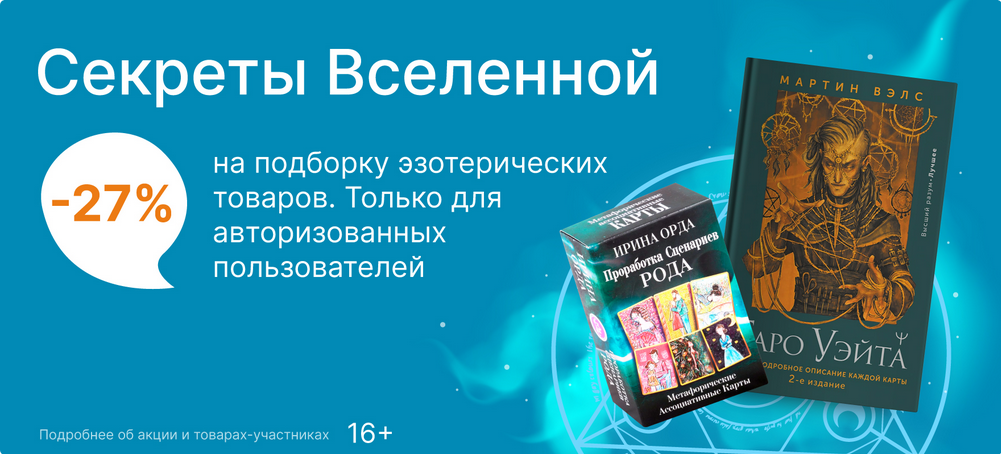 Секреты Вселенной
-27%
на подборку эзотерических
товаров. Только для
авторизованных
пользователей
Подробнее об акции и товарах-участниках
16+
Метафорические
ассоциативные
КАРТЫ
ИРИНА ОРДА
Проработка Сценариев
РОДА
Метафорические
Ассоциативные Карты
МАРТИН ВЭЛС
Высший разум•Лучшее
АРО УЭЙТА
ПОДРОБНОЕ ОПИСАНИЕ КАЖДОЙ КАРТЫ
2-е издание